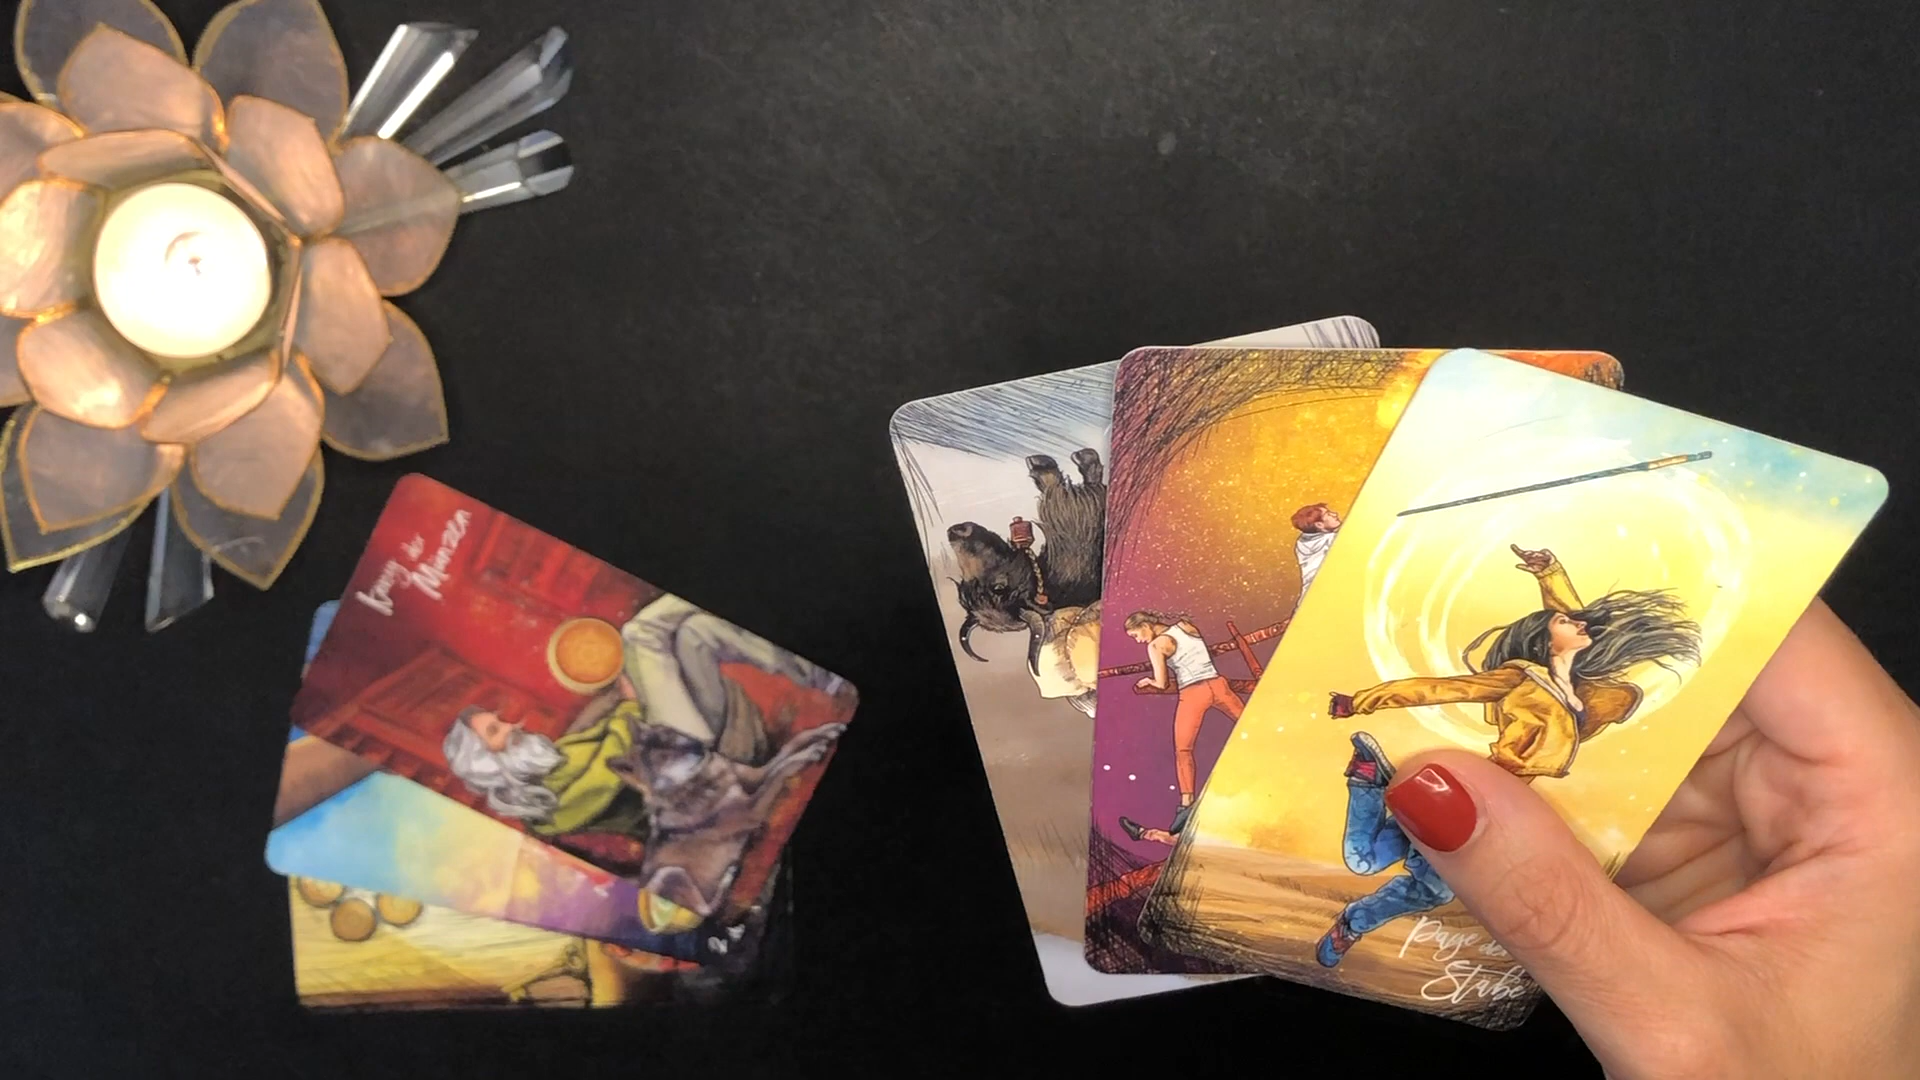 König der
Münzen
Page der
Stäbe